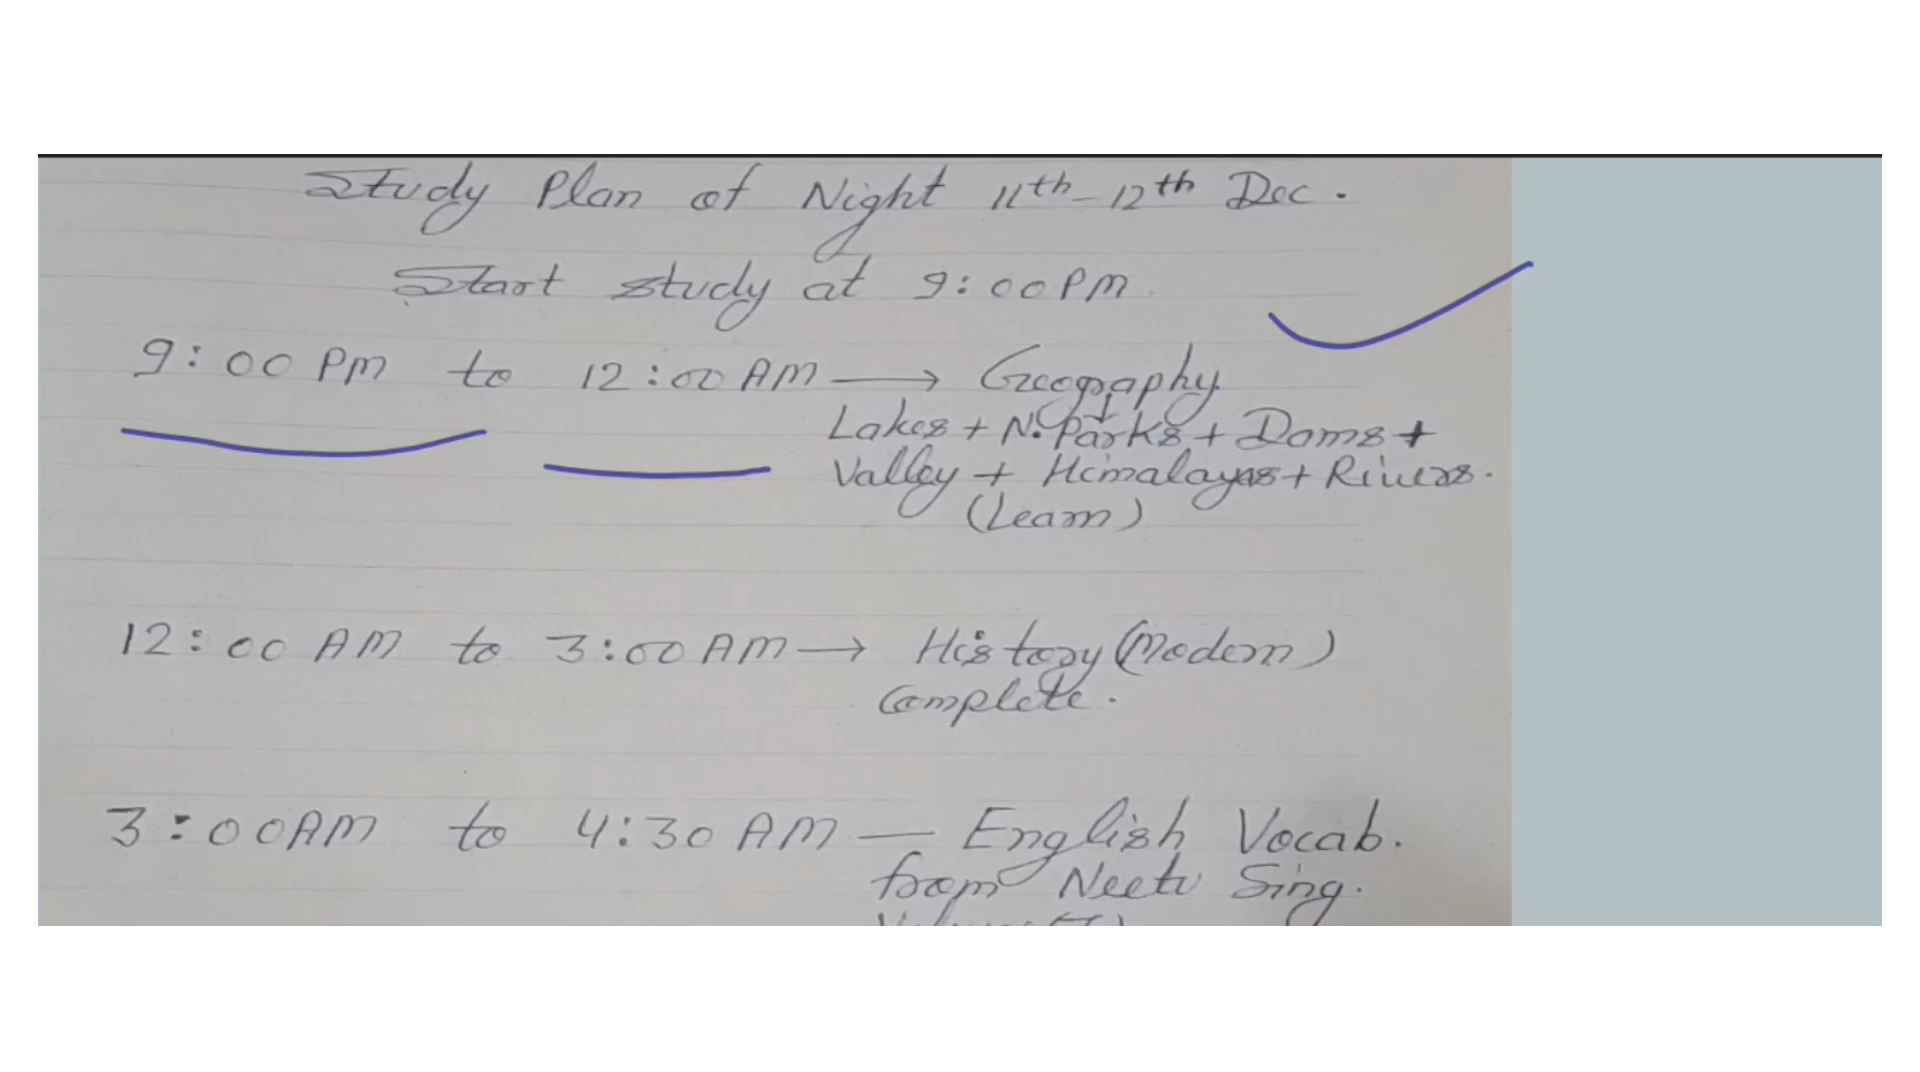 Study Plan of Night 11th-12th Dec.
Start study at 9:00PM
9:00 PM to 12:00 AM → Geography
Lakes + N. Parks + Dams +
Valley + Himalayas + Rivers.
(Learn)
12:00 AM to 3:00 AM → History (Modern)
Complete.
3:00AM to 4:30 AM — English Vocab.
from Neetu Sing.